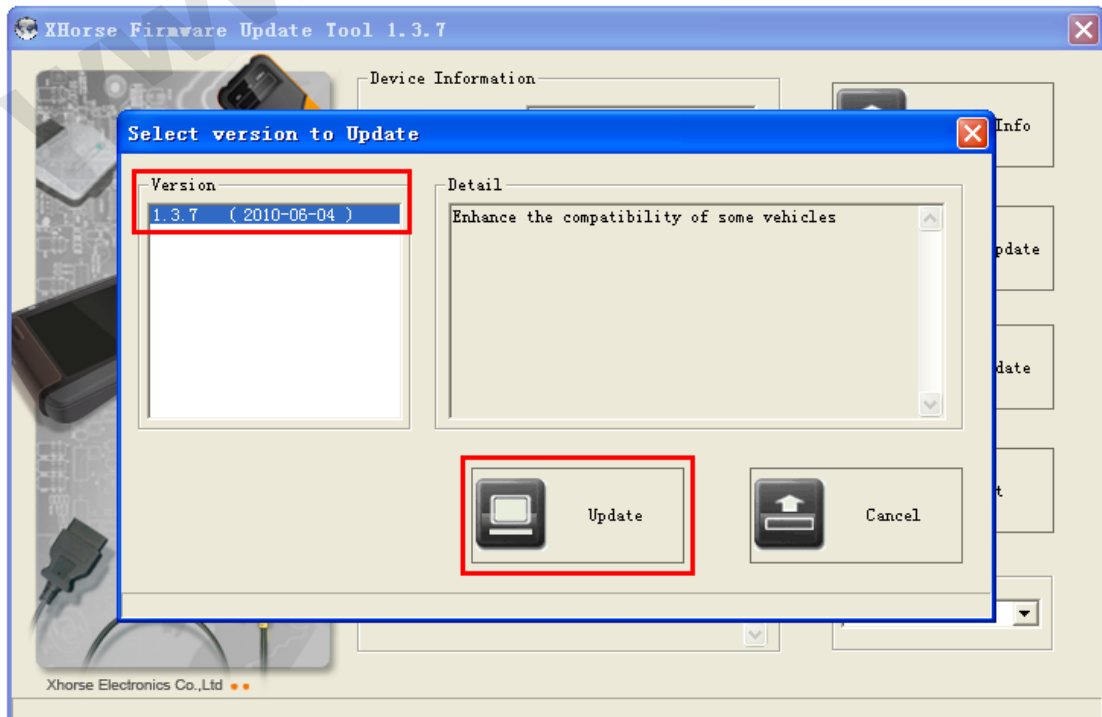 XHorse Firmware Update Tool 1.3.7
Device Information
Info
Select version to Update
Version
1.3.7 ( 2010-06-04 )
Detail
Enhance the compatibility of some vehicles
pdate
date
t
Update
Cancel
Xhorse Electronics Co.,Ltd